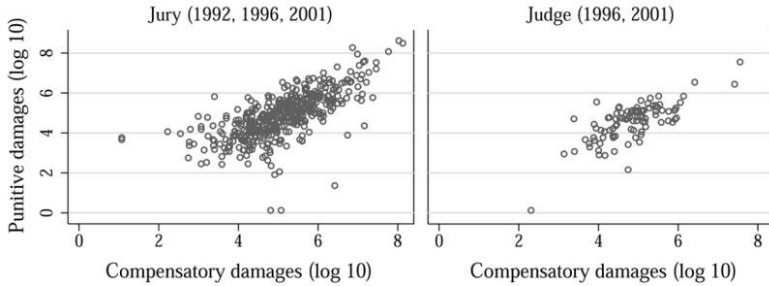 Jury (1992, 1996, 2001)
Judge (1996, 2001)
Punitive damages (log 10)
8
6
4
2
0
0 2 4 6 8
0 2 4 6 8
Compensatory damages (log 10)
Compensatory damages (log 10)